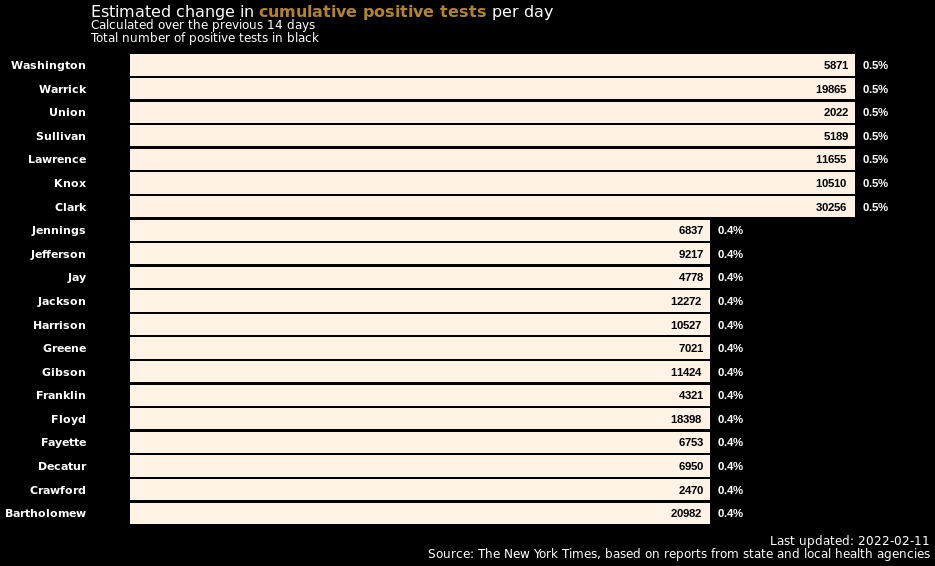 Estimated change in cumulative positive tests per day
Calculated over the previous 14 days
Total number of positive tests in black
Washington 5871 0.5%
Warrick 19865 0.5%
Union 2022 0.5%
Sullivan 5189 0.5%
Lawrence 11655 0.5%
Knox 10510 0.5%
Clark 30256 0.5%
Jennings 6837 0.4%
Jefferson 9217 0.4%
Jay 4778 0.4%
Jackson 12272 0.4%
Harrison 10527 0.4%
Greene 7021 0.4%
Gibson 11424 0.4%
Franklin 4321 0.4%
Floyd 18398 0.4%
Fayette 6753 0.4%
Decatur 6950 0.4%
Crawford 2470 0.4%
Bartholomew 20982 0.4%
Last updated: 2022-02-11
Source: The New York Times, based on reports from state and local health agencies